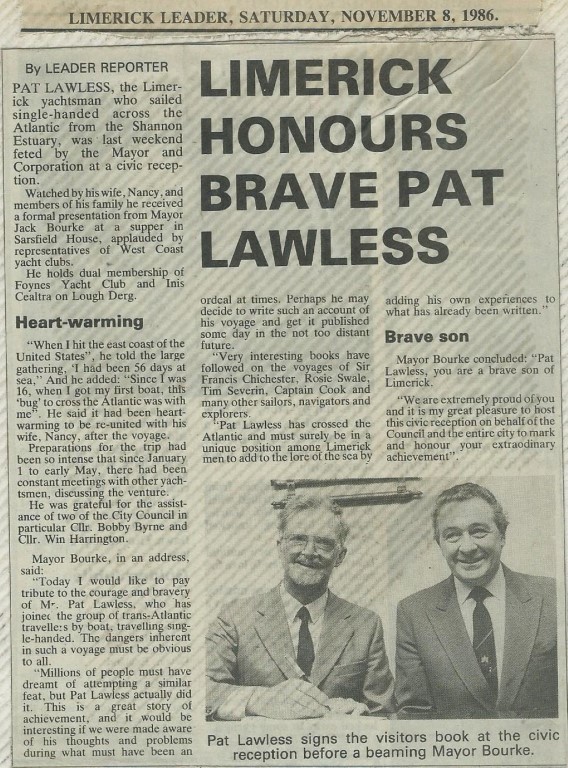 LIMERICK LEADER, SATURDAY, NOVEMBER 8, 1986.
By LEADER REPORTER
LIMERICK
HONOURS
BRAVE PAT
LAWLESS
PAT LAWLESS, the Limer-
ick yachtsman who sailed
single-handed across the
Atlantic from the Shannon
Estuary, was last weekend
feted by the Mayor and
Corporation at a civic recep-
tion.
Watched by his wife, Nancy, and
members of his family he received
a formal presentation from Mayor
Jack Bourke at a supper in
Sarsfield House, applauded by
representatives of West Coast
yacht clubs.
He holds dual membership of
Foynes Yacht Club and Inis
Cealtra on Lough Derg.
Heart-warming
"When I hit the east coast of the
United States", he told the large
gathering, 'I had been 56 days at
sea." And he added: "Since I was
16, when I got my first boat, ths
'bug' to cross the Atlantic was with
me". He said it had been heart-
warming to be re-united with his
wife, Nancy, after the voyage.
Preparations for the trip had
been so intense that since January
1 to early May, there had been
constant meetings with other yach-
tsmen, discussing the venture.
He was grateful for the assist-
ance of two of the City Council in
particular Cllr. Bobby Byrne and
Cllr. Win Harrington.
Mayor Bourke, in an address,
said:
"Today I would like to pay
tribute to the courage and bravery
of Mr. Pat Lawless, who has
joined the group of trans-Atlantic
travellers by boat, travelling sing-
le-handed. The dangers inherent
in such a voyage must be obvious
to all.
"Millions of people must have
dreamt of attempting a similar
feat, but Pat Lawless actually did
it. This is a great story of
achievement, and it would be
interesting if we were made aware
of his thoughts and problems
during what must have been an
ordeal at times. Perhaps he may
decide to write such an account of
his voyage and get it published
some day in the not too distant
future.
"Very interesting books have
followed on the voyages of Sir
Francis Chichester, Rosie Swale,
Tim Severin, Captain Cook and
many other sailors, navigators and
explorers.
"Pat Lawless has crossed the
Atlantic and must surely be in a
unique position among Limerick
men to add to the lore of the sea by
adding his own experiences to
what has already been written."
Brave son
Mayor Bourke concluded: "Pat
Lawless, you are a brave son of
Limerick.
"We are extremely proud of you
and it is my great pleasure to host
this civic reception on behalf of the
Council and the entire city to mark
and honour your extraodinary
achievement".
Pat Lawless signs the visitors book at the civic
reception before a beaming Mayor Bourke.